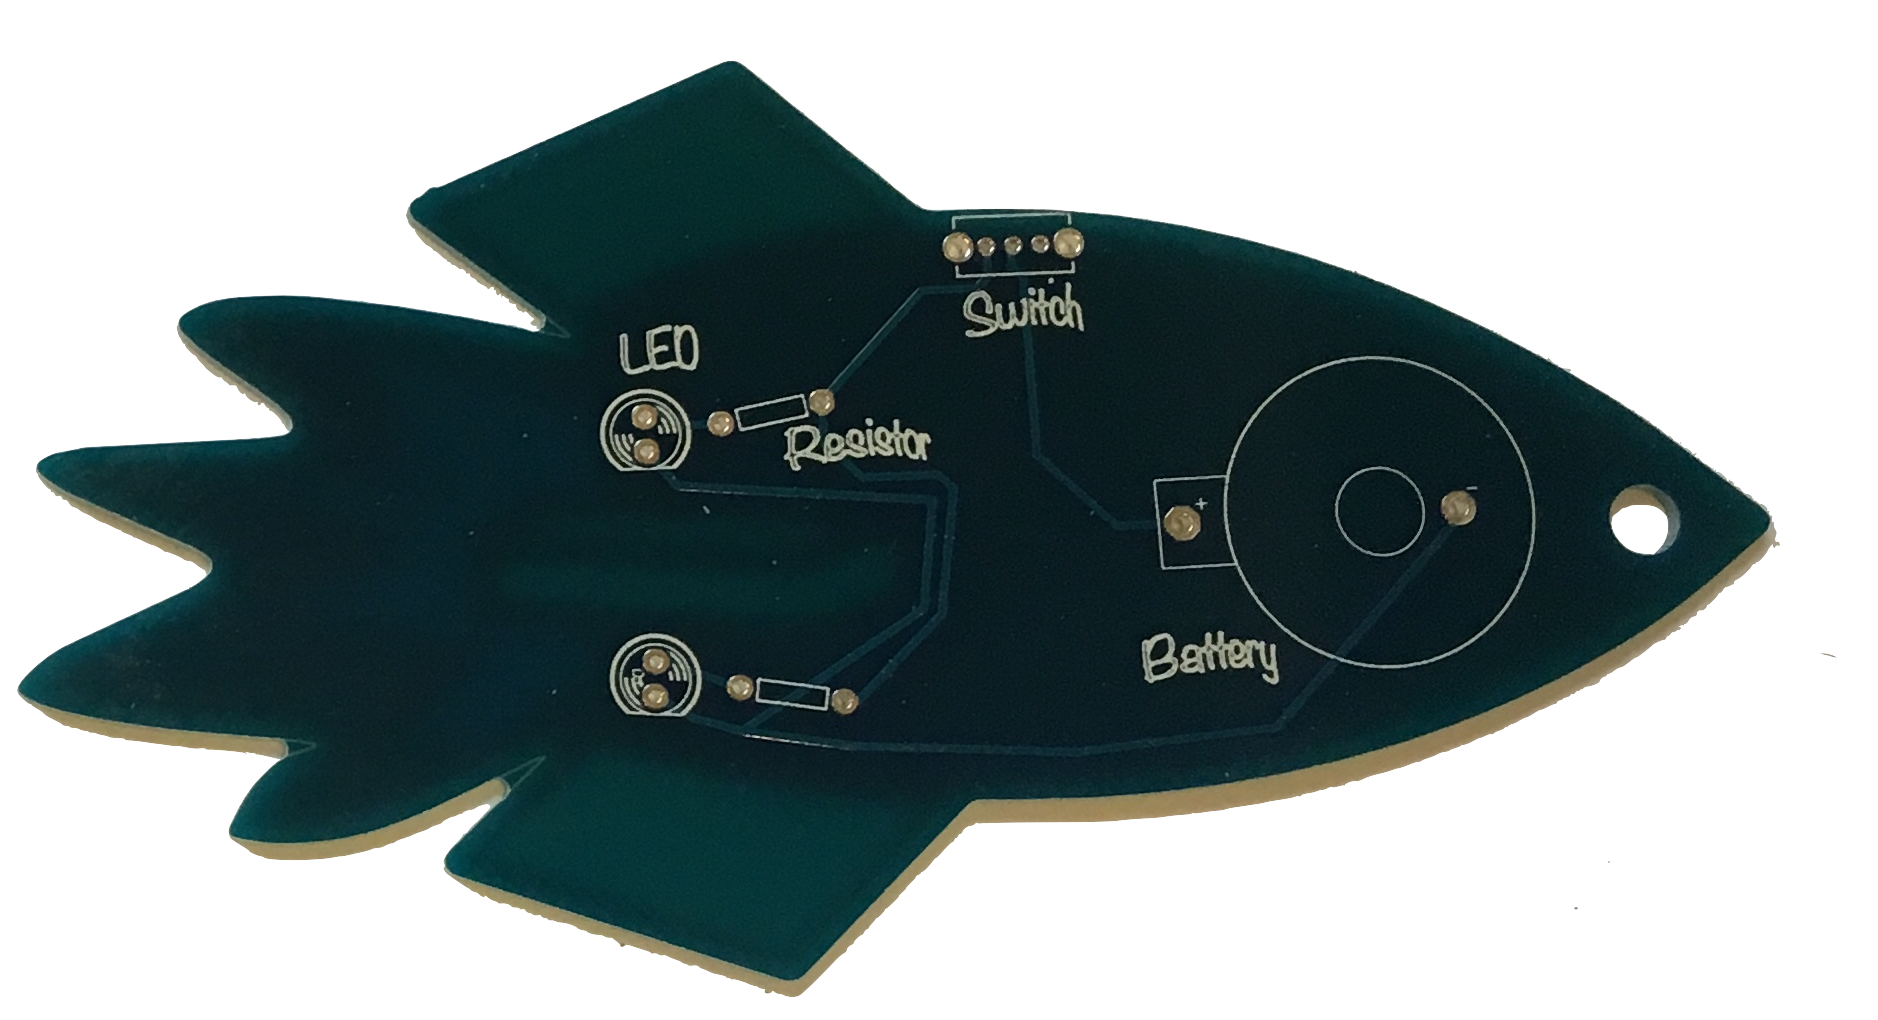 Switch
LED
Resistor
+
-
Battery